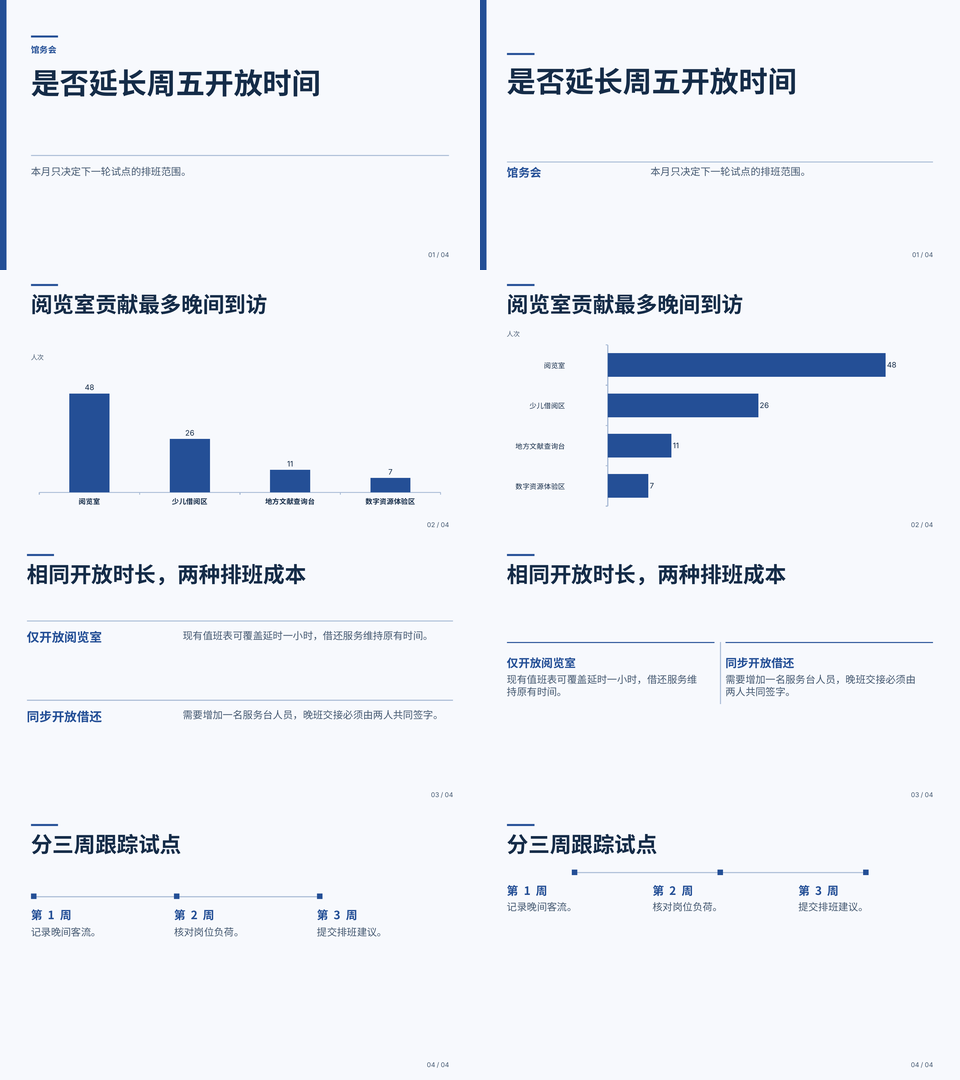 馆务会
是否延长周五开放时间
本月只决定下一轮试点的排班范围。
01 / 04
是否延长周五开放时间
馆务会
本月只决定下一轮试点的排班范围。
01 / 04
阅览室贡献最多晚间到访
人次
48
26
11
7
阅览室
少儿借阅区
地方文献查询台
数字资源体验区
02 / 04
阅览室贡献最多晚间到访
人次
阅览室
48
少儿借阅区
26
地方文献查询台
11
数字资源体验区
7
02 / 04
相同开放时长，两种排班成本
仅开放阅览室
现有值班表可覆盖延时一小时，借还服务维持原有时间。
同步开放借还
需要增加一名服务台人员，晚班交接必须由两人共同签字。
03 / 04
相同开放时长，两种排班成本
仅开放阅览室
现有值班表可覆盖延时一小时，借还服务维
持原有时间。
同步开放借还
需要增加一名服务台人员，晚班交接必须由
两人共同签字。
03 / 04
分三周跟踪试点
第 1 周
记录晚间客流。
第 2 周
核对岗位负荷。
第 3 周
提交排班建议。
04 / 04
分三周跟踪试点
第 1 周
记录晚间客流。
第 2 周
核对岗位负荷。
第 3 周
提交排班建议。
04 / 04